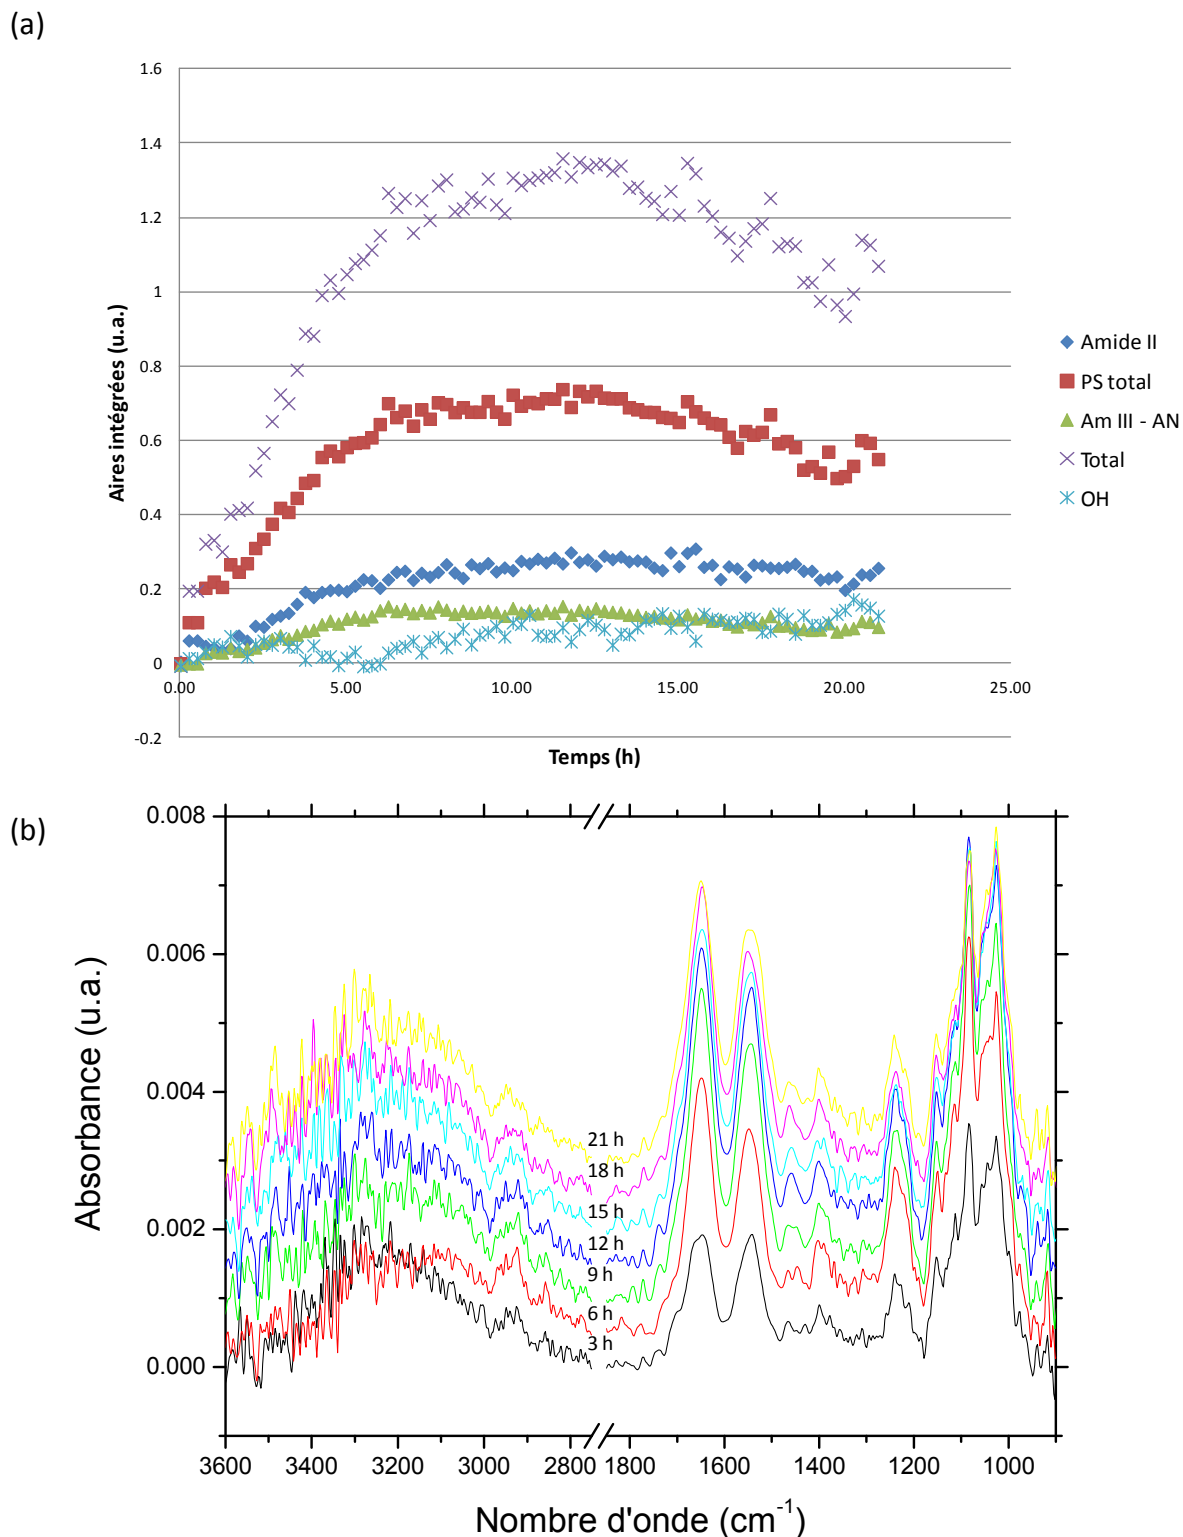 (a)
1.6
1.4
1.2
1
0.8
0.6
0.4
0.2
0
-0.2
0.00
5.00
10.00
15.00
20.00
25.00
Aires intégrées (u.a.)
Temps (h)
Amide II
PS total
Am III - AN
Total
OH
(b)
0.008
0.006
0.004
0.002
0.000
Absorbance (u.a.)
21 h
18 h
15 h
12 h
9 h
6 h
3 h
3600 3400 3200 3000 2800 1800 1600 1400 1200 1000
Nombre d'onde (cm⁻¹)